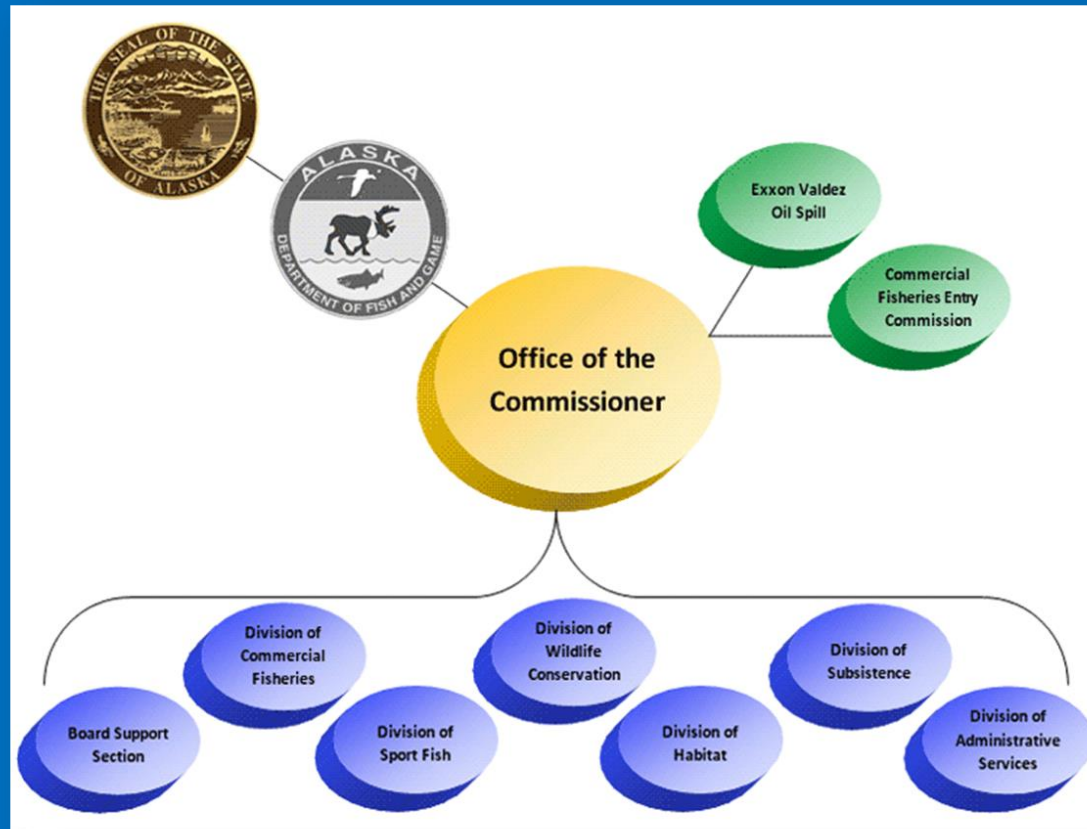 THE SEAL OF THE STATE
OF ALASKA
ALASKA
DEPARTMENT OF FISH AND GAME
Exxon Valdez
Oil Spill
Commercial
Fisheries Entry
Commission
Office of the
Commissioner
Board Support
Section
Division of
Commercial
Fisheries
Division of
Sport Fish
Division of
Wildlife
Conservation
Division of
Habitat
Division of
Subsistence
Division of
Administrative
Services